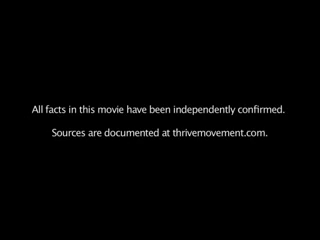 All facts in this movie have been independently confirmed.
Sources are documented at thrivemovement.com.